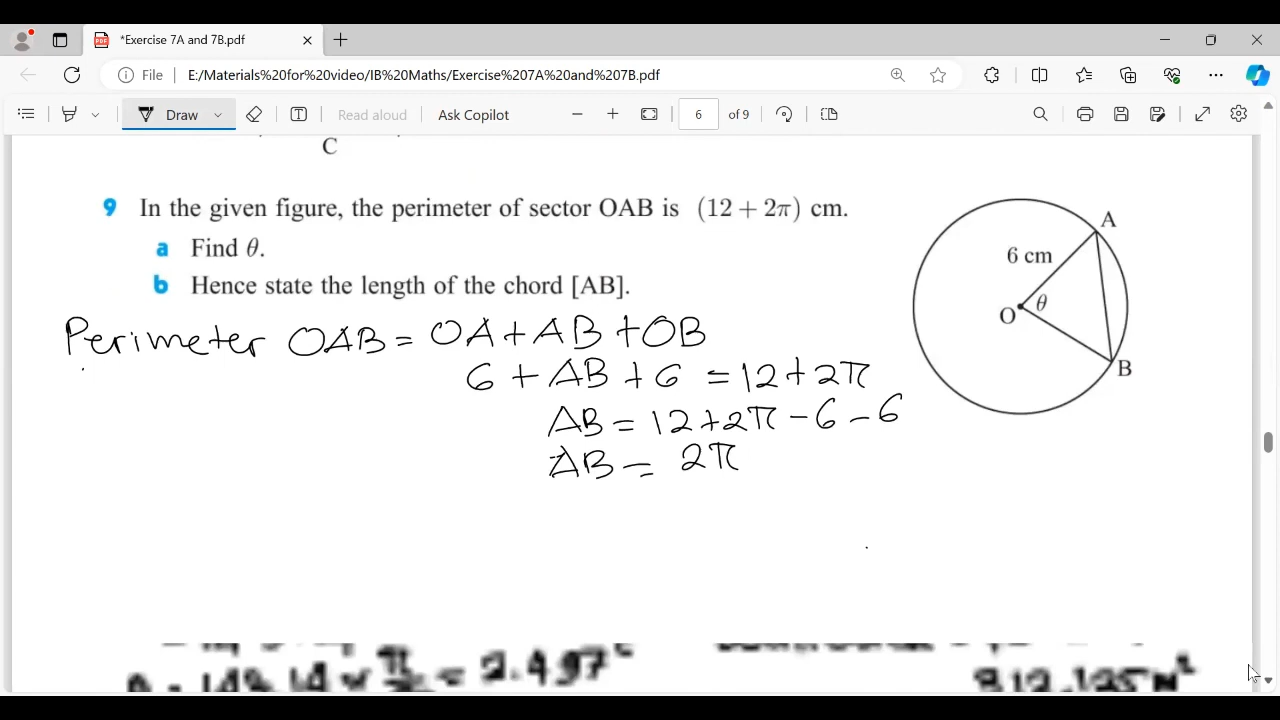 *Exercise 7A and 7B.pdf
File E:/Materials%20for%20video/IB%20Maths/Exercise%207A%20and%207B.pdf
Draw Read aloud Ask Copilot 6 of 9
C
9 In the given figure, the perimeter of sector OAB is (12 + 2π) cm.
a Find θ.
b Hence state the length of the chord [AB].
A
6 cm
O θ
B
Perimeter OAB = OA + AB + OB
6 + AB + 6 = 12 + 2π
AB = 12 + 2π - 6 - 6
AB = 2π
= 2.497ᶜ